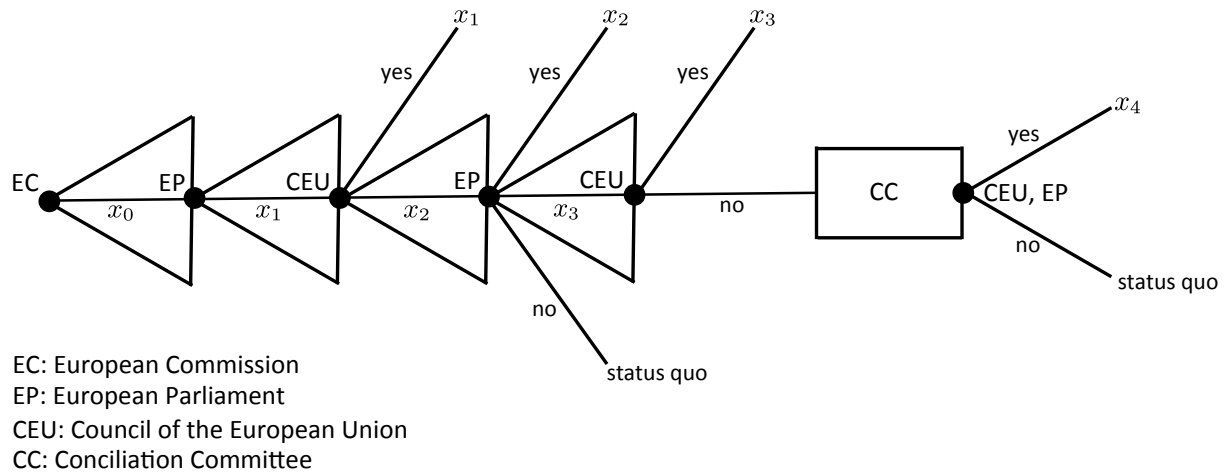 x₁
x₂
x₃
yes
yes
yes
x₄
yes
EC
EP
CEU
EP
CEU
CC
CEU, EP
x₀
x₁
x₂
x₃
no
no
status quo
no
status quo
EC: European Commission
EP: European Parliament
CEU: Council of the European Union
CC: Conciliation Committee